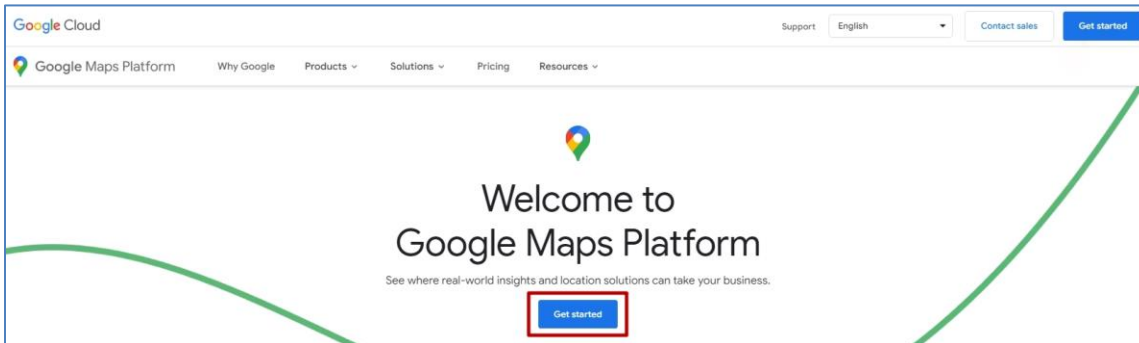 Google Cloud
Support English Contact sales Get started
Google Maps Platform Why Google Products Solutions Pricing Resources
Welcome to
Google Maps Platform
See where real-world insights and location solutions can take your business.
Get started